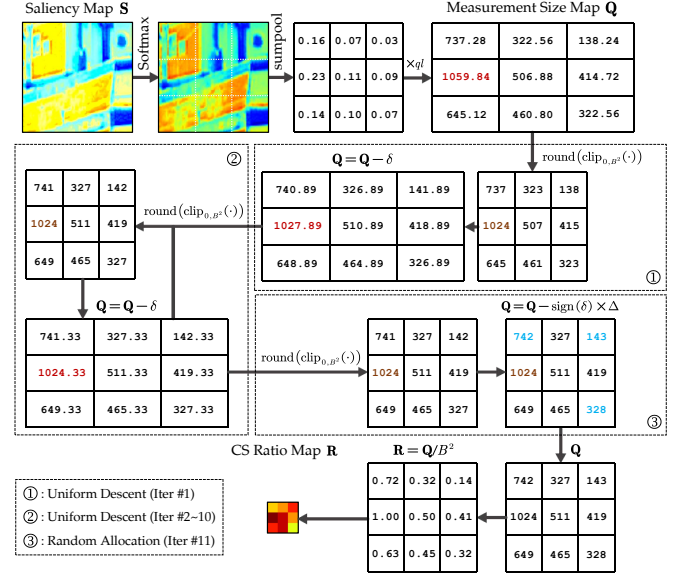 Saliency Map S
Measurement Size Map Q
Softmax
sumpool
0.16 0.07 0.03
0.23 0.11 0.09
0.14 0.10 0.07
×ql
737.28 322.56 138.24
1059.84 506.88 414.72
645.12 460.80 322.56
round(clip₀,B²(·))
②
741 327 142
1024 511 419
649 465 327
round(clip₀,B²(·))
Q = Q − δ
740.89 326.89 141.89
1027.89 510.89 418.89
648.89 464.89 326.89
737 323 138
1024 507 415
645 461 323
①
Q = Q − δ
741.33 327.33 142.33
1024.33 511.33 419.33
649.33 465.33 327.33
round(clip₀,B²(·))
741 327 142
1024 511 419
649 465 327
Q = Q − sign(δ) × Δ
742 327 143
1024 511 419
649 465 328
③
CS Ratio Map R
R = Q/B²
Q
0.72 0.32 0.14
1.00 0.50 0.41
0.63 0.45 0.32
742 327 143
1024 511 419
649 465 328
① : Uniform Descent (Iter #1)
② : Uniform Descent (Iter #2~10)
③ : Random Allocation (Iter #11)